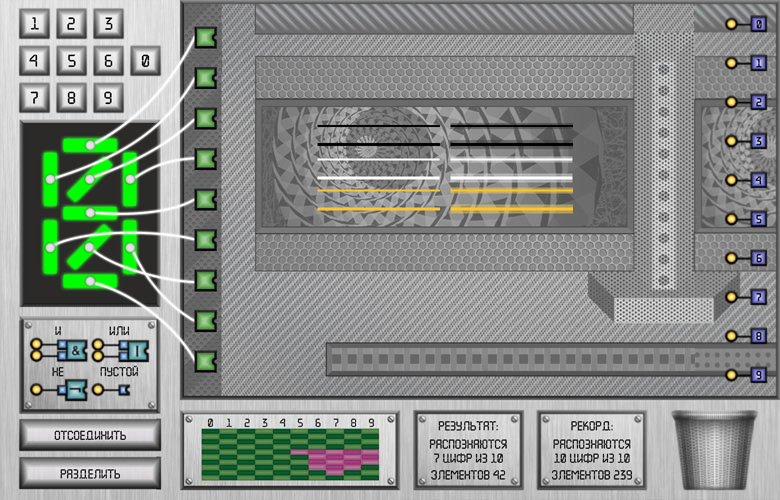 1 2 3
4 5 6 0
7 8 9
И ИЛИ
& |
НЕ ПУСТОЙ
¬
ОТСОЕДИНИТЬ
РАЗДЕЛИТЬ
0
1
2
3
4
5
6
7
8
9
0 1 2 3 4 5 6 7 8 9
РЕЗУЛЬТАТ:
РАСПОЗНАЮТСЯ
7 ЦИФР ИЗ 10
ЭЛЕМЕНТОВ 42
РЕКОРД:
РАСПОЗНАЮТСЯ
10 ЦИФР ИЗ 10
ЭЛЕМЕНТОВ 239